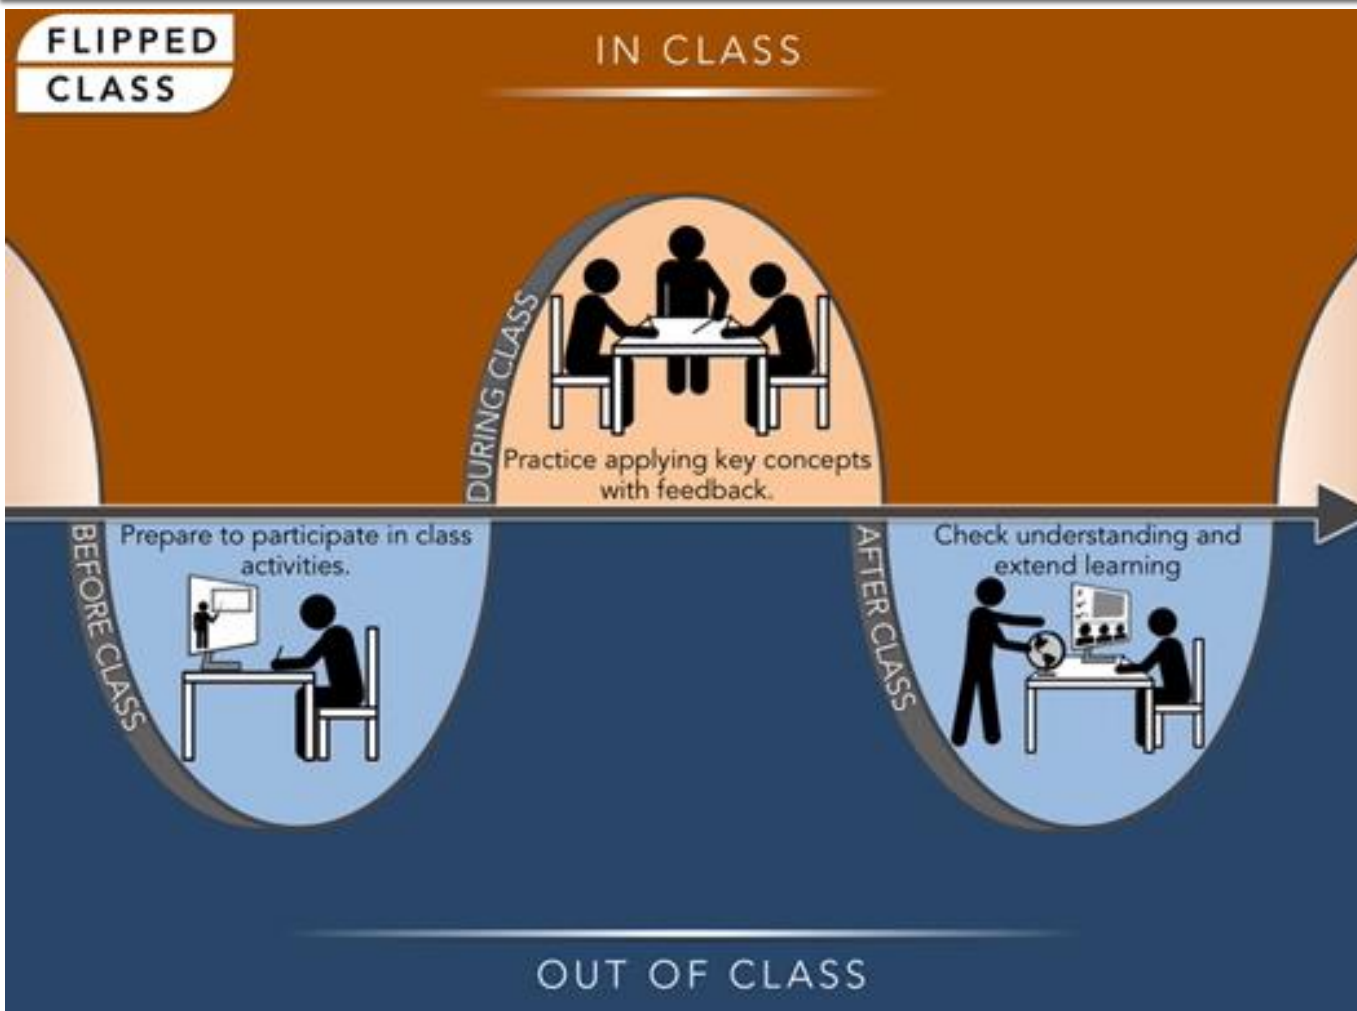 FLIPPED
CLASS
IN CLASS
DURING CLASS
Practice applying key concepts
with feedback.
BEFORE CLASS
Prepare to participate in class
activities.
AFTER CLASS
Check understanding and
extend learning
OUT OF CLASS